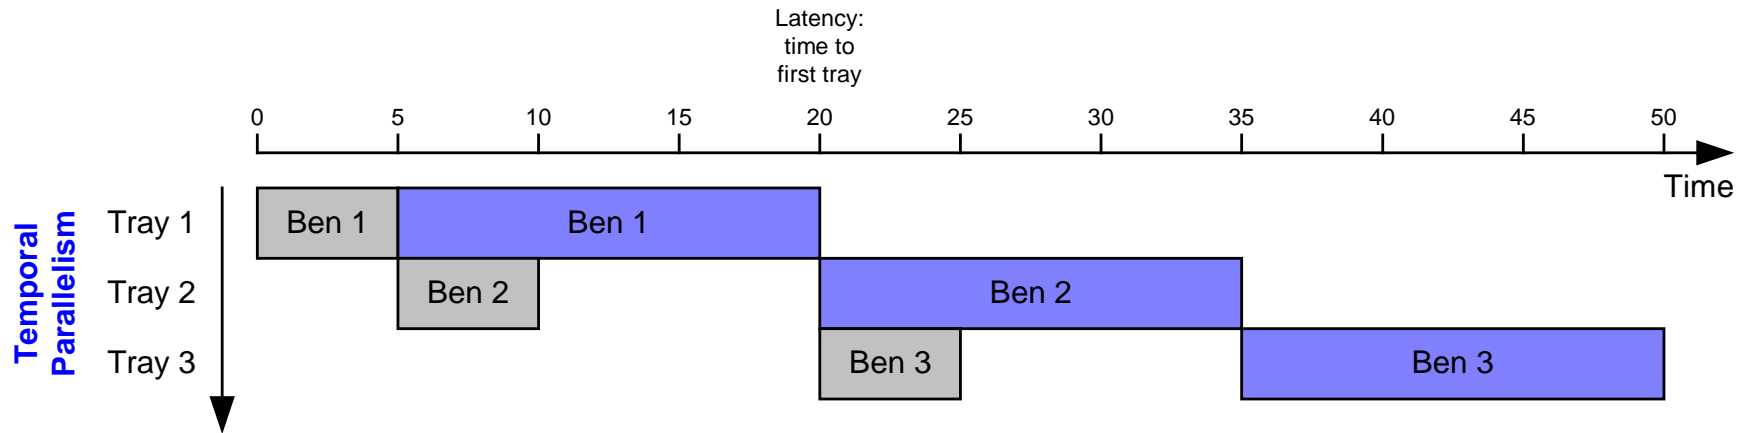 Latency:
time to
first tray
0 5 10 15 20 25 30 35 40 45 50
Time
Temporal
Parallelism
Tray 1 Ben 1 Ben 1
Tray 2 Ben 2 Ben 2
Tray 3 Ben 3 Ben 3